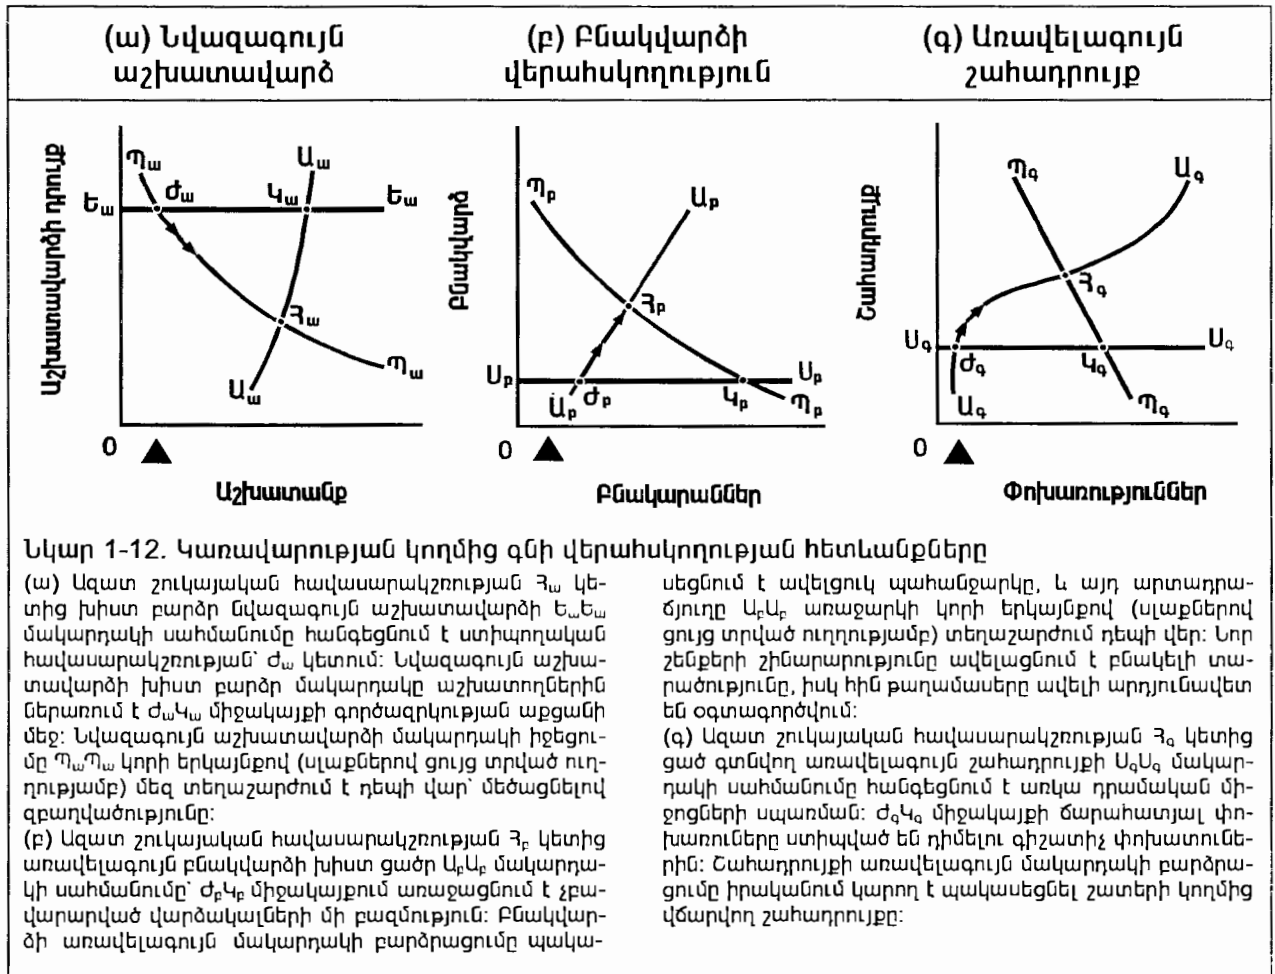 (ա) Նվազագույն
աշխատավարձ
(բ) Բնակվարձի
վերահսկողություն
(գ) Առավելագույն
շահադրույք
Աշխատավարձի դրույք
Պա
Աա
Եա
Ժա
Կա
Եա
Հա
Պա
Աա
0
Աշխատանք
Բնակվարձ
Պբ
Աբ
Հբ
Սբ
Սբ
Աբ
Ժբ
Կբ
Պբ
0
Բնակարաններ
Շահադրույք
Պգ
Ագ
Հգ
Սգ
Սգ
Ժգ
Կգ
Ագ
Պգ
0
Փոխառություններ
Նկար 1-12. Կառավարության կողմից գնի վերահսկողության հետևանքները
(ա) Ազատ շուկայական հավասարակշռության Հա կե-
տից խիստ բարձր նվազագույն աշխատավարձի ԵաԵա
մակարդակի սահմանումը հանգեցնում է ստիպողական
հավասարակշռության՝ Ժա կետում: Նվազագույն աշխա-
տավարձի խիստ բարձր մակարդակը աշխատողներին
ներառում է ԺաԿա միջակայքի գործազրկության աքցանի
մեջ: Նվազագույն աշխատավարձի մակարդակի իջեցու-
մը ՊաՊա կորի երկայնքով (սլաքներով ցույց տրված ուղ-
ղությամբ) մեզ տեղաշարժում է դեպի վար՝ մեծացնելով
զբաղվածությունը:
(բ) Ազատ շուկայական հավասարակշռության Հբ կետից
առավելագույն բնակվարձի խիստ ցածր ԱբԱբ մակարդա-
կի սահմանումը՝ ԺբԿբ միջակայքում առաջացնում է չբա-
վարարված վարձակալների մի բազմություն: Բնակվար-
ձի առավելագույն մակարդակի բարձրացումը պակա-
սեցնում է ավելցուկ պահանջարկը, և այդ արտադրա-
ճյուղը ԱբԱբ առաջարկի կորի երկայնքով (սլաքներով
ցույց տրված ուղղությամբ) տեղաշարժում դեպի վեր: Նոր
շենքերի շինարարությունը ավելացնում է բնակելի տա-
րածությունը, իսկ հին թաղամասերը ավելի արդյունավետ
են օգտագործվում:
(գ) Ազատ շուկայական հավասարակշռության Հգ կետից
ցած գտնվող առավելագույն շահադրույքի ՍգՍգ մակար-
դակի սահմանումը հանգեցնում է առկա դրամական մի-
ջոցների սպառման: ԺգԿգ միջակայքի ճարահատյալ փո-
խառուները ստիպված են դիմելու գիշատիչ փոխատունե-
րին: Շահադրույքի առավելագույն մակարդակի բարձրա-
ցումը իրականում կարող է պակասեցնել շատերի կողմից
վճարվող շահադրույքը: